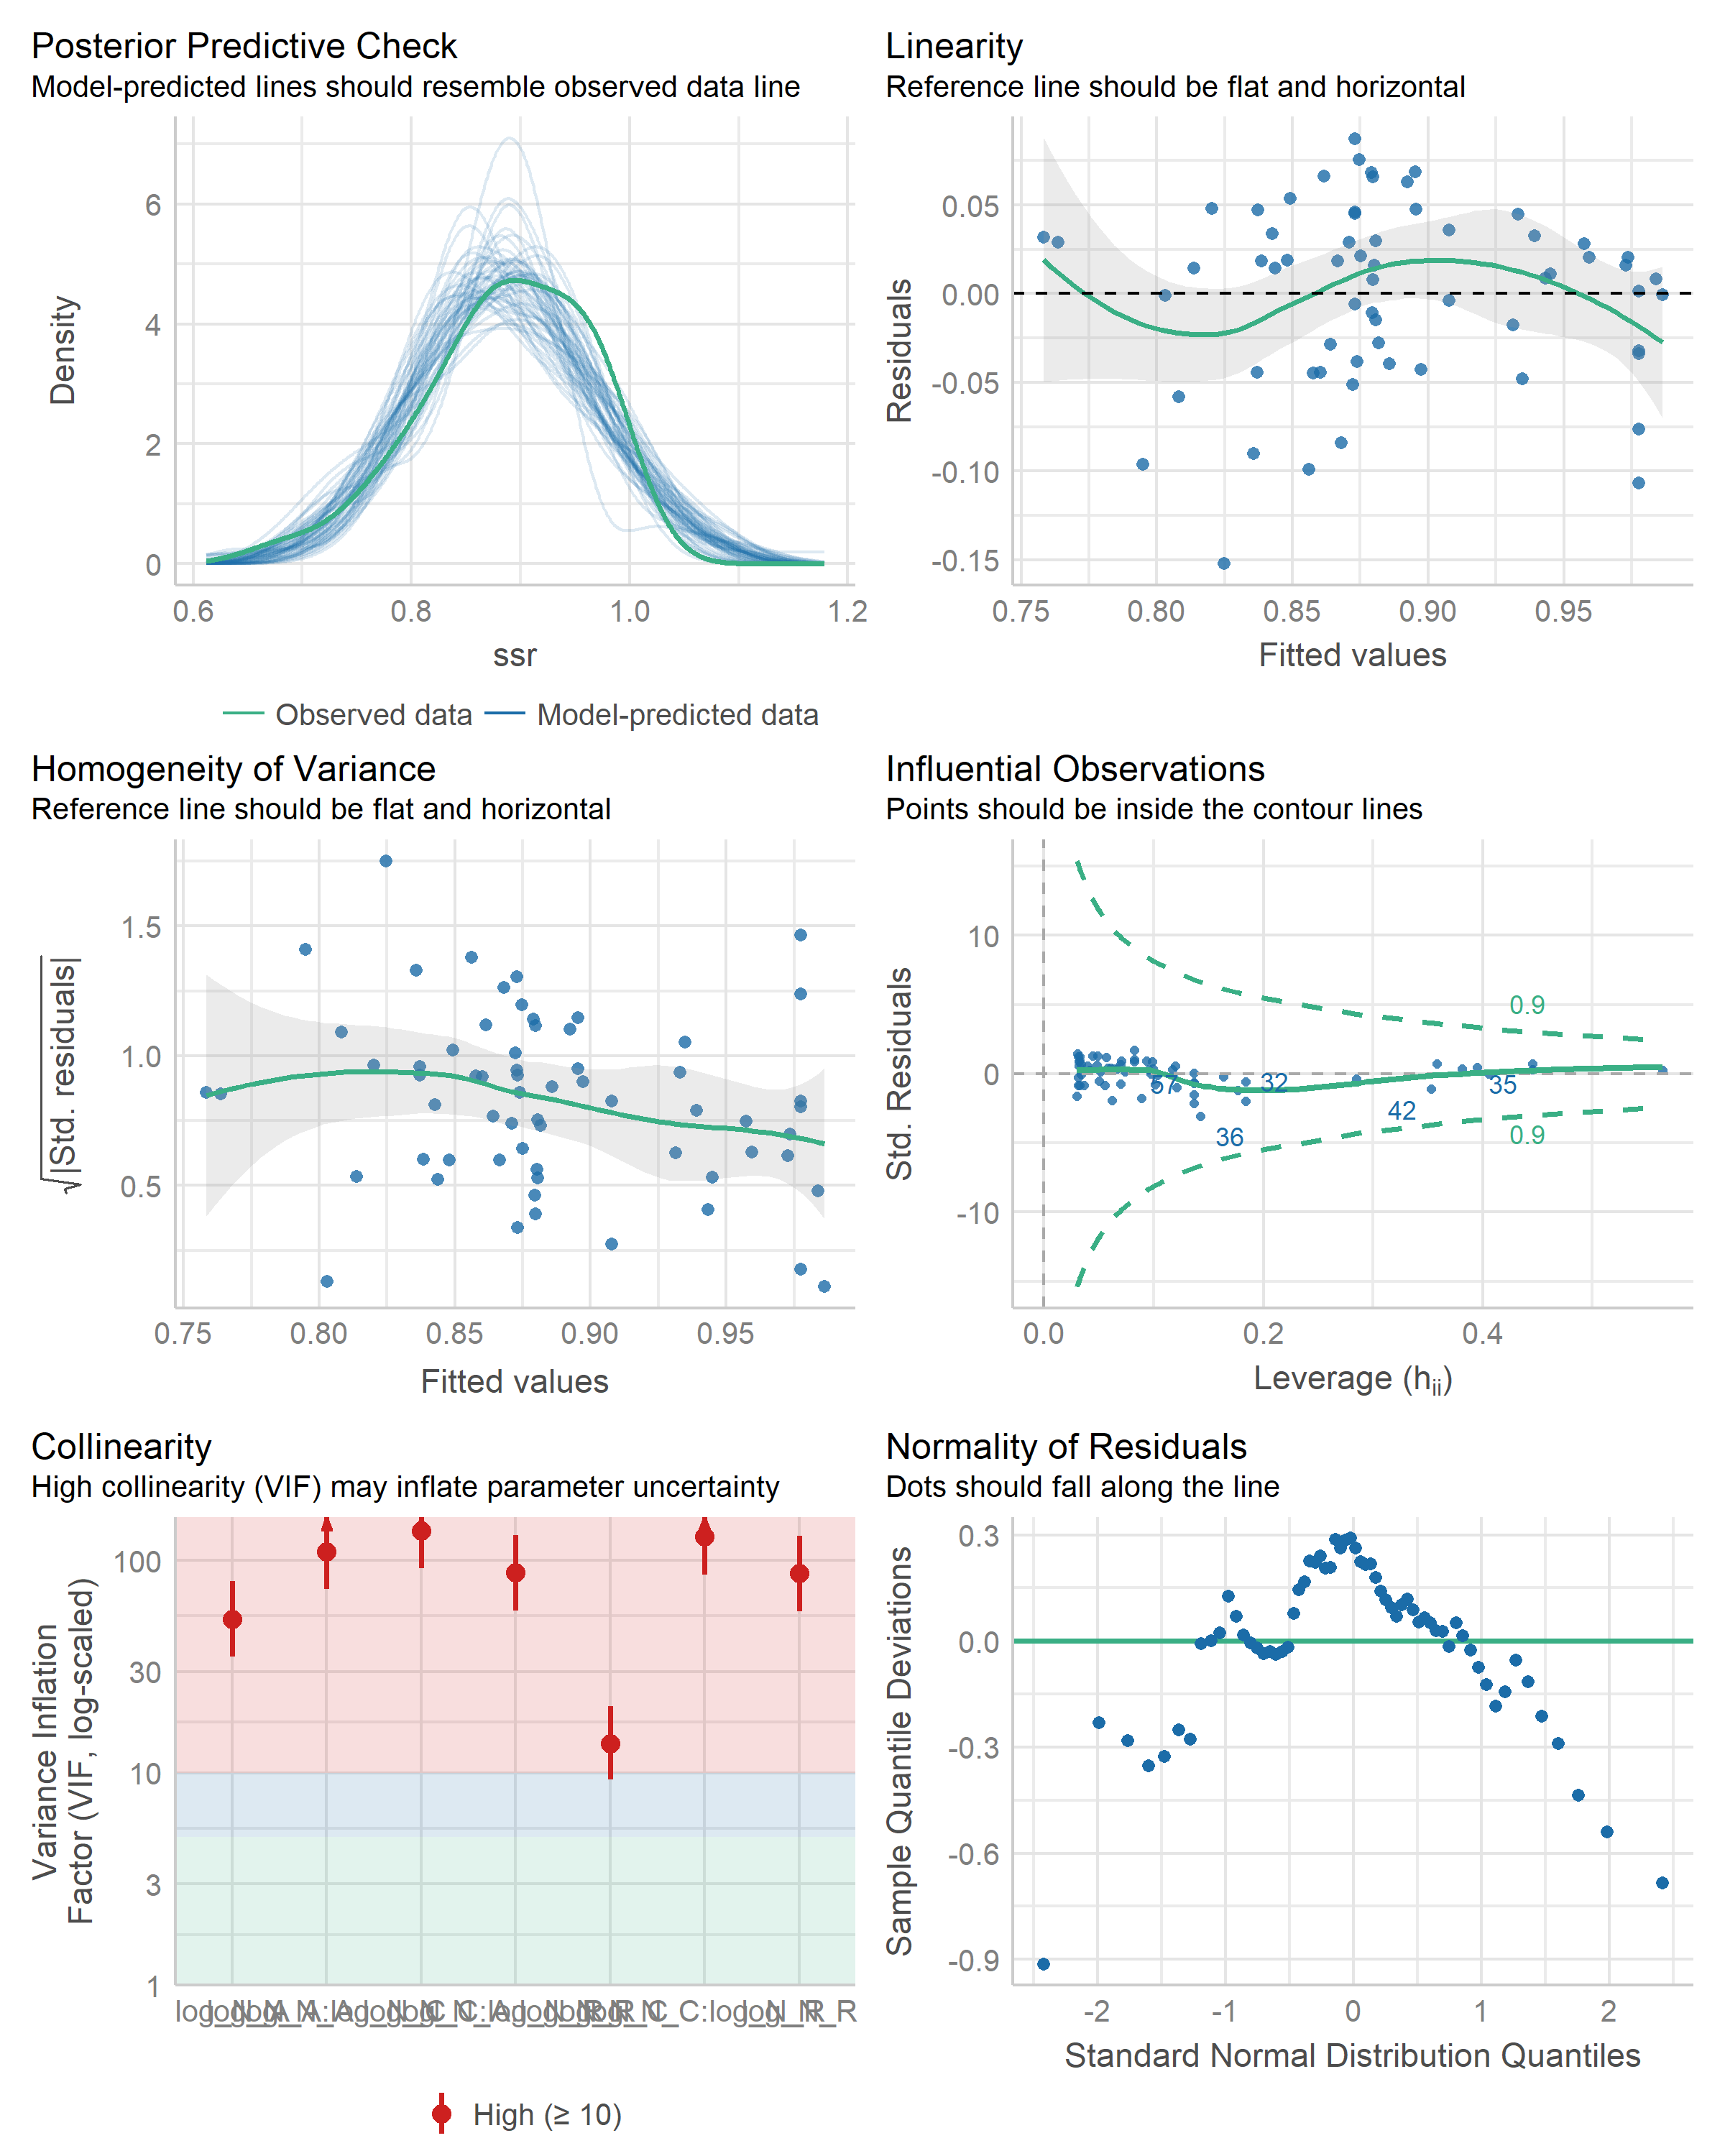 Posterior Predictive Check
Model-predicted lines should resemble observed data line
Density
6
4
2
0
0.6 0.8 1.0 1.2
ssr
Observed data Model-predicted data
Linearity
Reference line should be flat and horizontal
Residuals
0.05
0.00
-0.05
-0.10
-0.15
0.75 0.80 0.85 0.90 0.95
Fitted values
Homogeneity of Variance
Reference line should be flat and horizontal
√|Std. residuals|
1.5
1.0
0.5
0.75 0.80 0.85 0.90 0.95
Fitted values
Influential Observations
Points should be inside the contour lines
Std. Residuals
10
0
-10
0.9
57 32 35
42
36
0.9
0.0 0.2 0.4
Leverage (hii)
Collinearity
High collinearity (VIF) may inflate parameter uncertainty
Variance Inflation
Factor (VIF, log-scaled)
100
30
10
3
1
High (≥ 10)
Normality of Residuals
Dots should fall along the line
Sample Quantile Deviations
0.3
0.0
-0.3
-0.6
-0.9
-2 -1 0 1 2
Standard Normal Distribution Quantiles